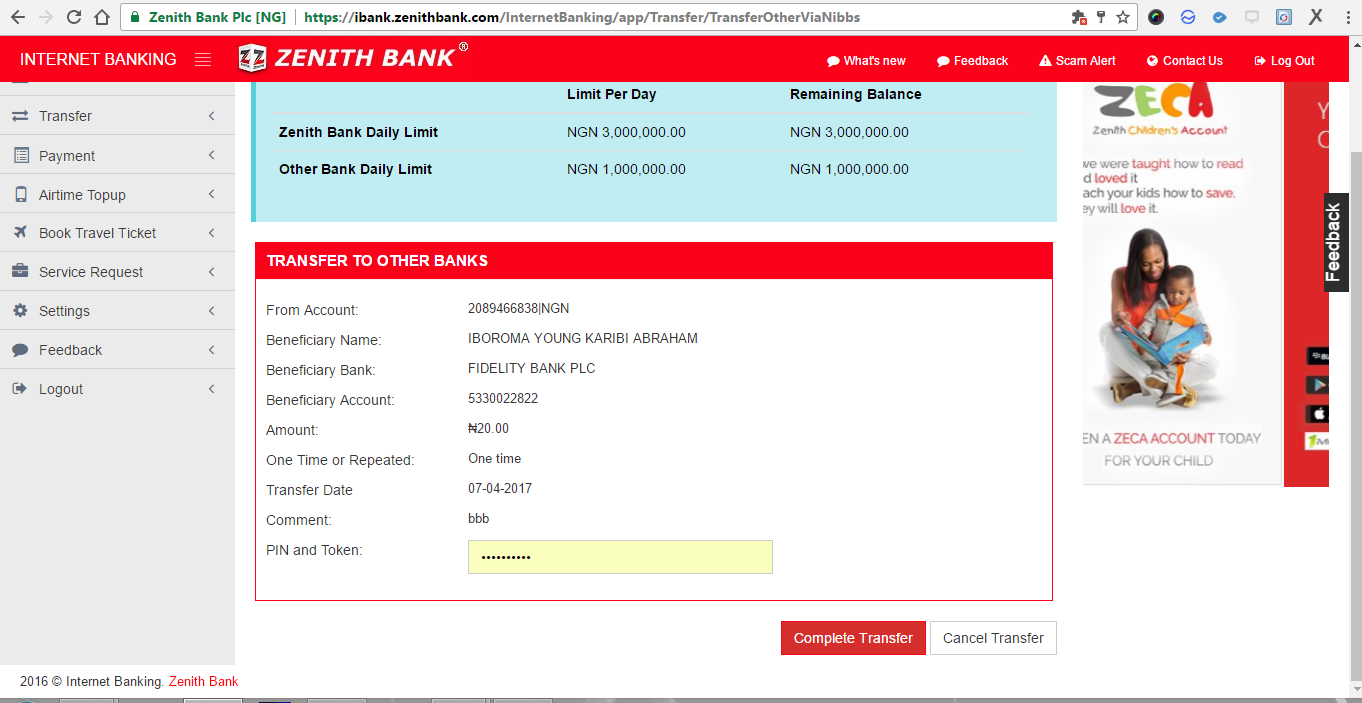 Zenith Bank Plc [NG] https://ibank.zenithbank.com/InternetBanking/app/Transfer/TransferOtherViaNibbs
INTERNET BANKING
ZENITH BANK®
What's new Feedback Scam Alert Contact Us Log Out
Transfer
Payment
Airtime Topup
Book Travel Ticket
Service Request
Settings
Feedback
Logout
Limit Per Day Remaining Balance
Zenith Bank Daily Limit NGN 3,000,000.00 NGN 3,000,000.00
Other Bank Daily Limit NGN 1,000,000.00 NGN 1,000,000.00
TRANSFER TO OTHER BANKS
From Account: 2089466838|NGN
Beneficiary Name: IBOROMA YOUNG KARIBI ABRAHAM
Beneficiary Bank: FIDELITY BANK PLC
Beneficiary Account: 5330022822
Amount: ₦20.00
One Time or Repeated: One time
Transfer Date 07-04-2017
Comment: bbb
PIN and Token: ••••••••••
Complete Transfer Cancel Transfer
ZECA
Zenith Children's Account
we were taught how to read
d loved it
ach your kids how to save.
ey will love it.
EN A ZECA ACCOUNT TODAY
FOR YOUR CHILD
Feedback
2016 © Internet Banking. Zenith Bank